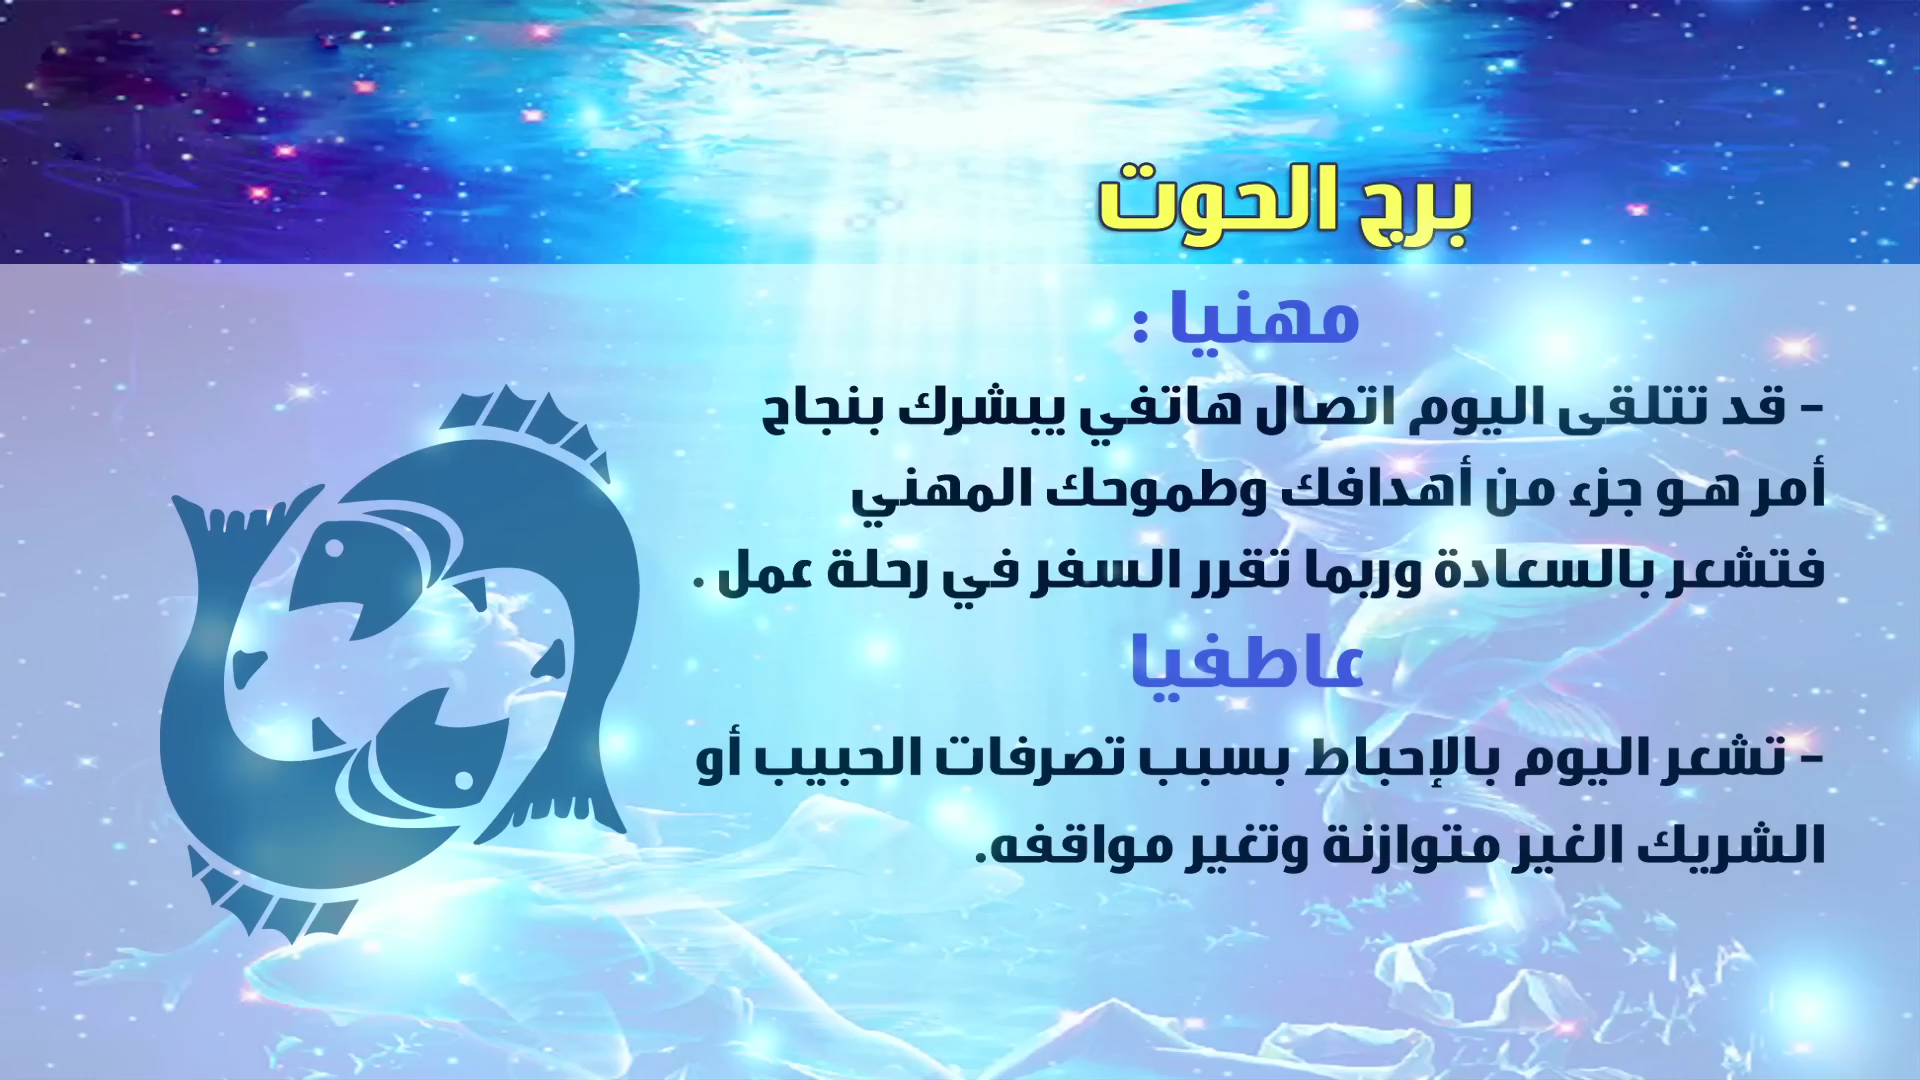 برج الحوت
مهنيا :
- قد تتلقى اليوم اتصال هاتفي يبشرك بنجاح
أمر هو جزء من أهدافك وطموحك المهني
فتشعر بالسعادة وربما تقرر السفر في رحلة عمل .
عاطفيا
- تشعر اليوم بالإحباط بسبب تصرفات الحبيب أو
الشريك الغير متوازنة وتغير مواقفه.